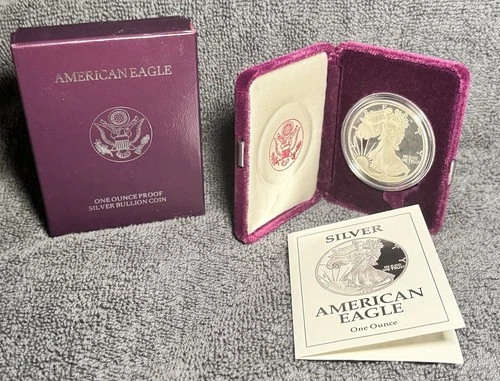 AMERICAN EAGLE
ONE OUNCE PROOF
SILVER BULLION COIN
SILVER
AMERICAN
EAGLE
One Ounce